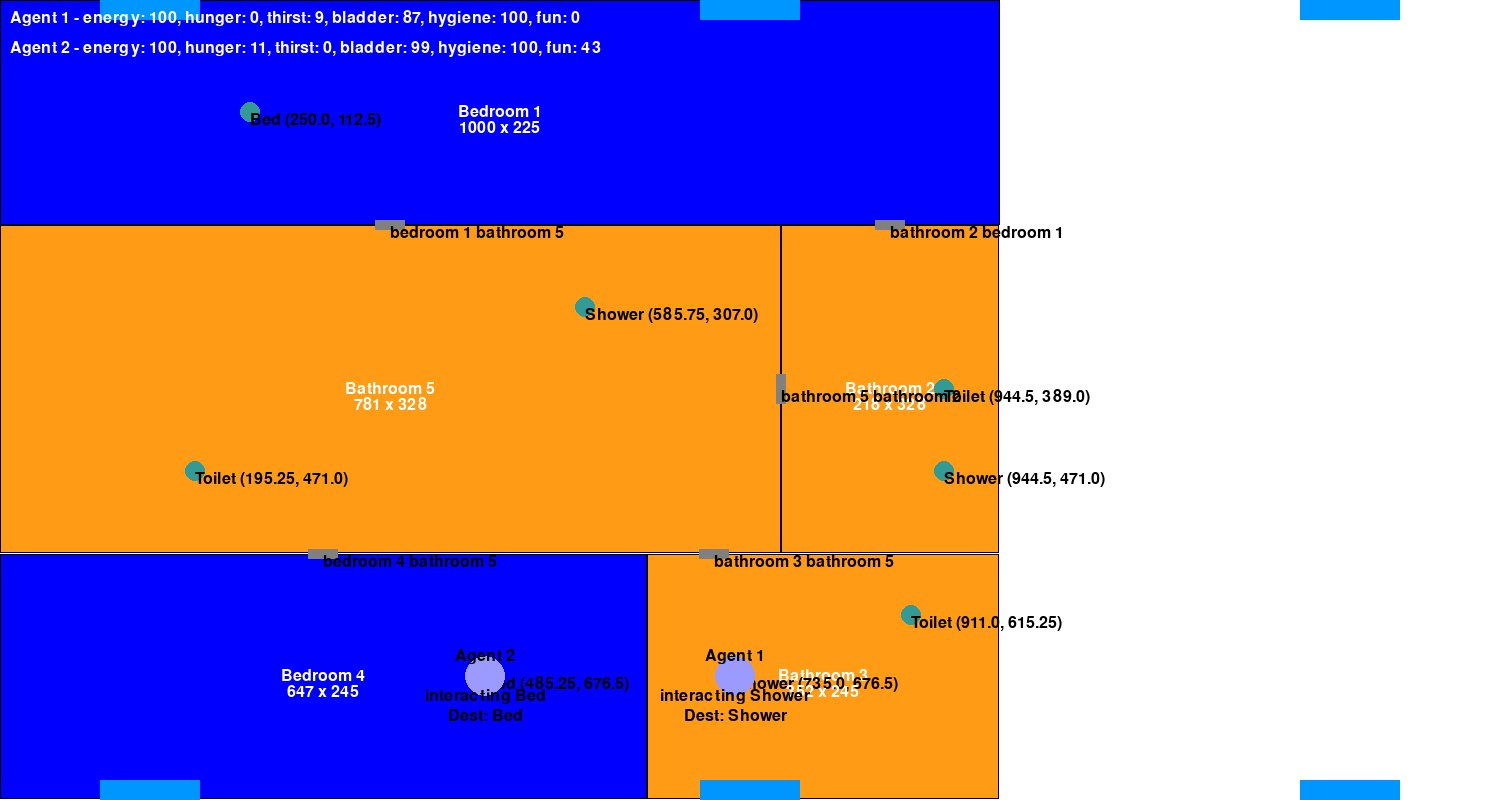 Agent 1 - energy: 100, hunger: 0, thirst: 9, bladder: 87, hygiene: 100, fun: 0
Agent 2 - energy: 100, hunger: 11, thirst: 0, bladder: 99, hygiene: 100, fun: 43
Bedroom 1
1000 x 225
Bed (250.0, 112.5)
bedroom 1 bathroom 5
bathroom 2 bedroom 1
Shower (585.75, 307.0)
Bathroom 5
781 x 328
Bathroom 2
218 x 328
bathroom 5 bathroom 2
Toilet (944.5, 389.0)
Toilet (195.25, 471.0)
Shower (944.5, 471.0)
bedroom 4 bathroom 5
bathroom 3 bathroom 5
Toilet (911.0, 615.25)
Agent 2
Agent 1
Bedroom 4
647 x 245
(485.25, 676.5)
interacting Bed
Dest: Bed
Bathroom 3
x 245
(735.0, 676.5)
interacting Shower
Dest: Shower